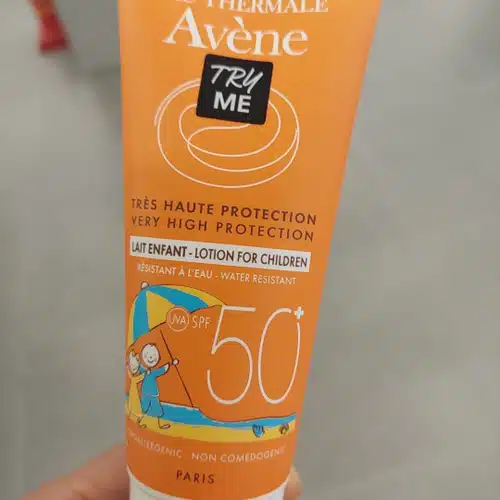 THERMALE
Avène
TRY
ME
TRÈS HAUTE PROTECTION
VERY HIGH PROTECTION
LAIT ENFANT - LOTION FOR CHILDREN
RÉSISTANT À L'EAU - WATER RESISTANT
UVA SPF 50+
NON COMEDOGENIC
PARIS